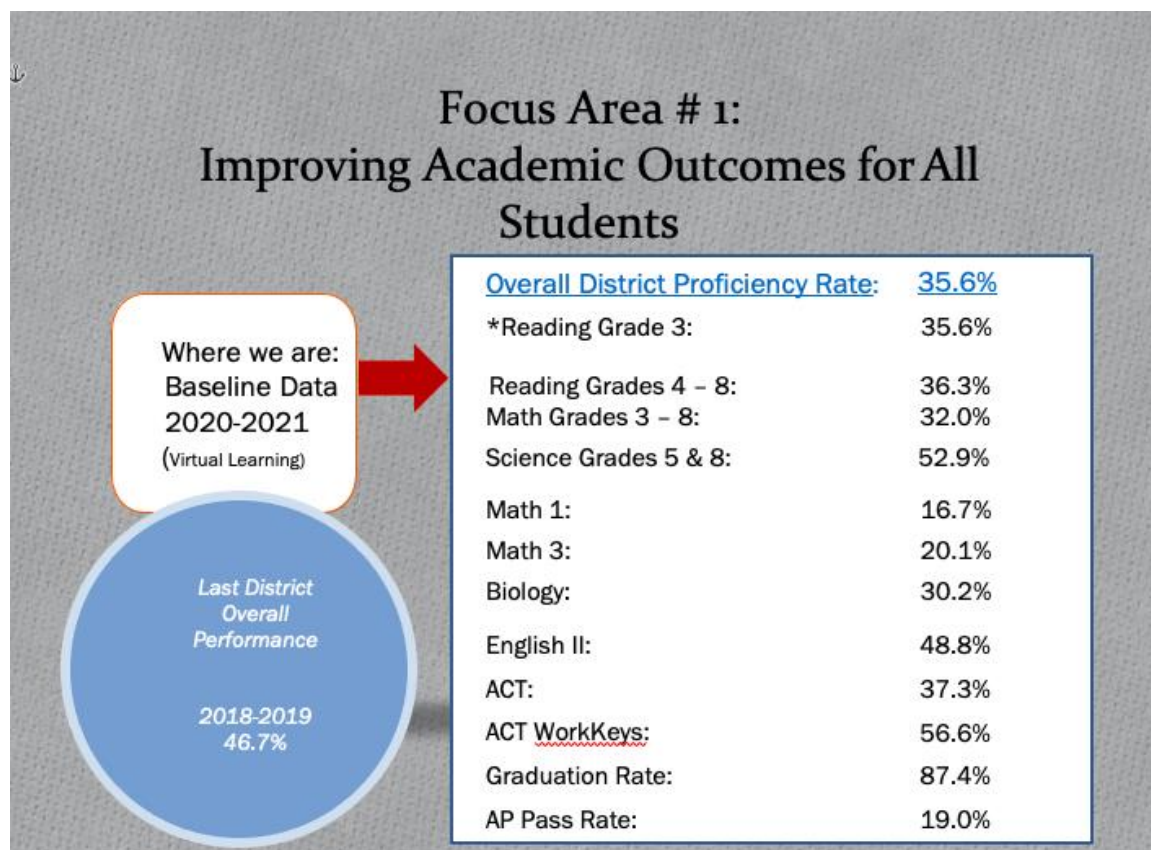 Focus Area # 1:
Improving Academic Outcomes for All
Students
Where we are:
Baseline Data
2020-2021
(Virtual Learning)
Last District
Overall
Performance
2018-2019
46.7%
Overall District Proficiency Rate: 35.6%
*Reading Grade 3: 35.6%
Reading Grades 4 – 8: 36.3%
Math Grades 3 – 8: 32.0%
Science Grades 5 & 8: 52.9%
Math 1: 16.7%
Math 3: 20.1%
Biology: 30.2%
English II: 48.8%
ACT: 37.3%
ACT WorkKeys: 56.6%
Graduation Rate: 87.4%
AP Pass Rate: 19.0%